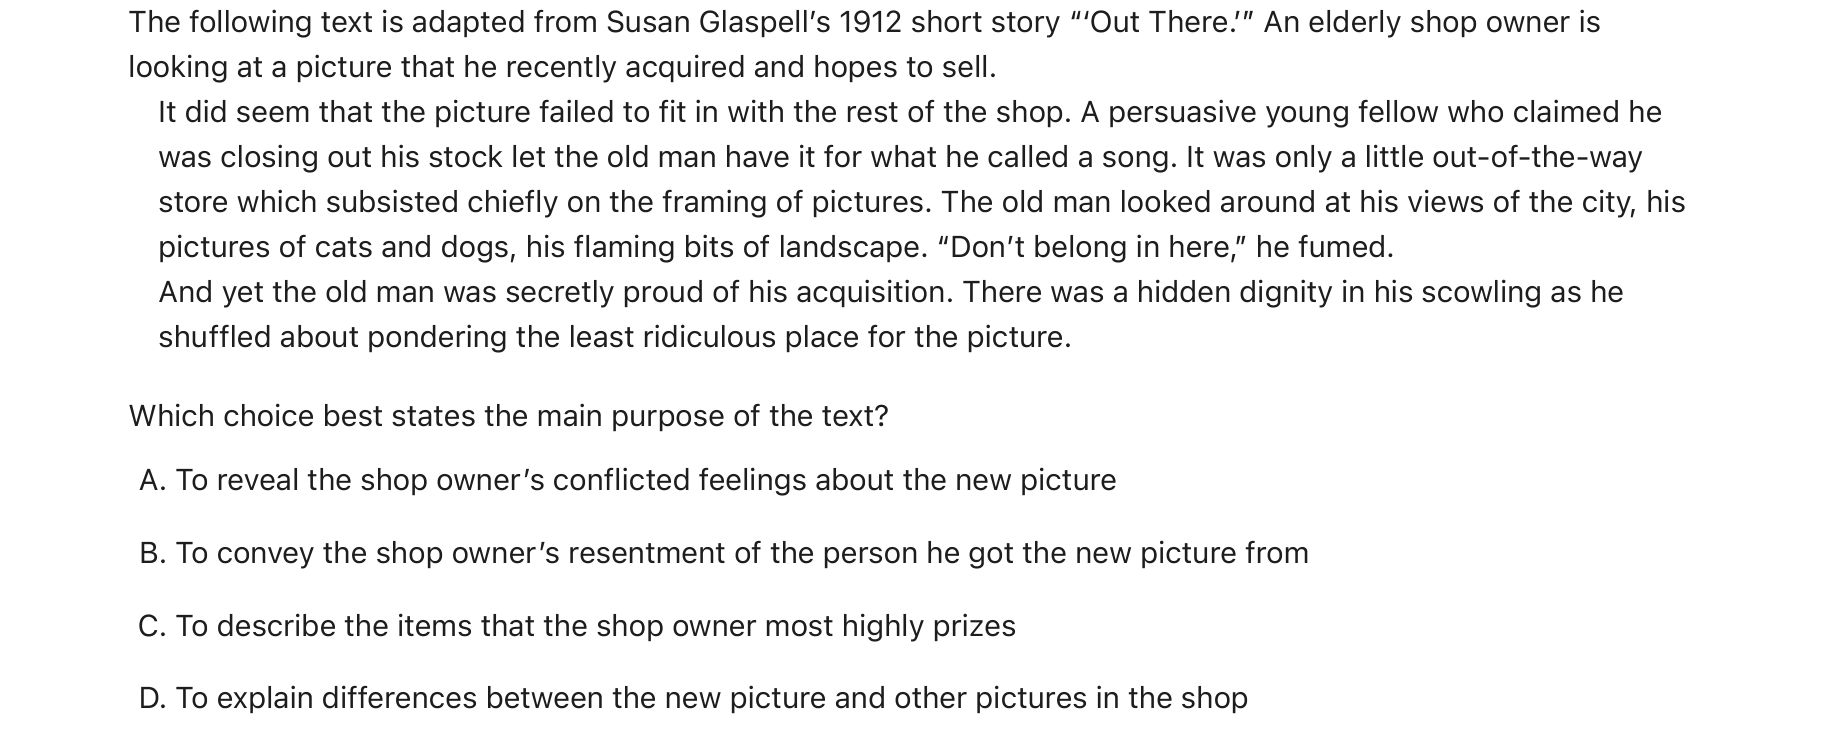 The following text is adapted from Susan Glaspell’s 1912 short story “‘Out There.’” An elderly shop owner is
looking at a picture that he recently acquired and hopes to sell.
It did seem that the picture failed to fit in with the rest of the shop. A persuasive young fellow who claimed he
was closing out his stock let the old man have it for what he called a song. It was only a little out-of-the-way
store which subsisted chiefly on the framing of pictures. The old man looked around at his views of the city, his
pictures of cats and dogs, his flaming bits of landscape. “Don’t belong in here,” he fumed.
And yet the old man was secretly proud of his acquisition. There was a hidden dignity in his scowling as he
shuffled about pondering the least ridiculous place for the picture.
Which choice best states the main purpose of the text?
A. To reveal the shop owner’s conflicted feelings about the new picture
B. To convey the shop owner’s resentment of the person he got the new picture from
C. To describe the items that the shop owner most highly prizes
D. To explain differences between the new picture and other pictures in the shop